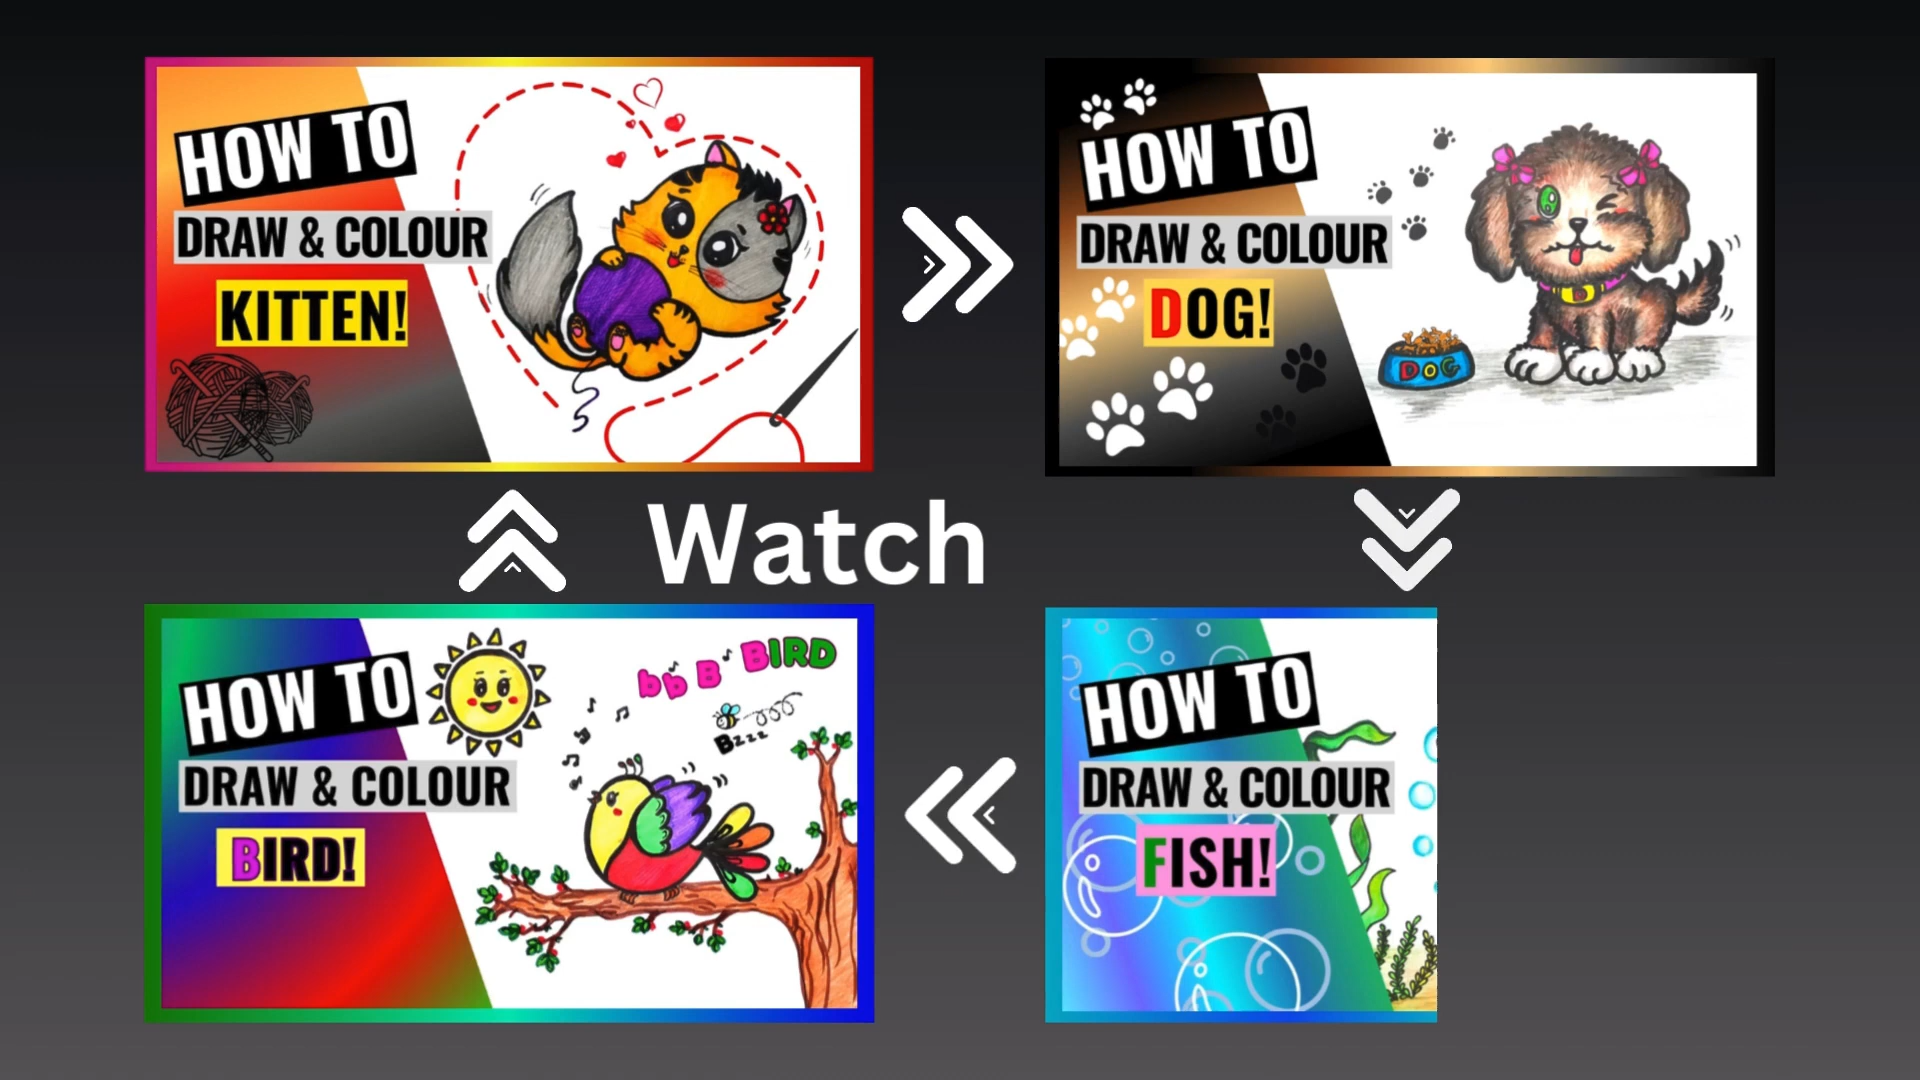 HOW TO
DRAW & COLOUR
KITTEN!
HOW TO
DRAW & COLOUR
DOG!
DOG
Watch
HOW TO
DRAW & COLOUR
BIRD!
bb B BIRD
Bzzz
HOW TO
DRAW & COLOUR
FISH!